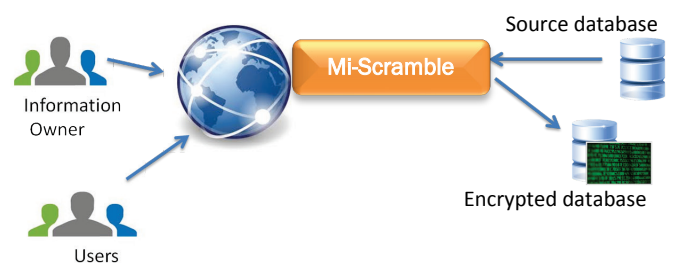 Source database
Mi-Scramble
Information
Owner
Encrypted database
Users